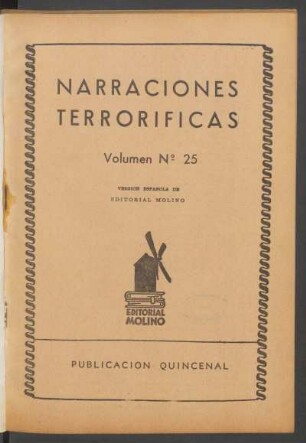 NARRACIONES
TERRORIFICAS
Volumen Nº 25
VERSION ESPAÑOLA DE
EDITORIAL MOLINO
EDITORIAL
MOLINO
PUBLICACION QUINCENAL